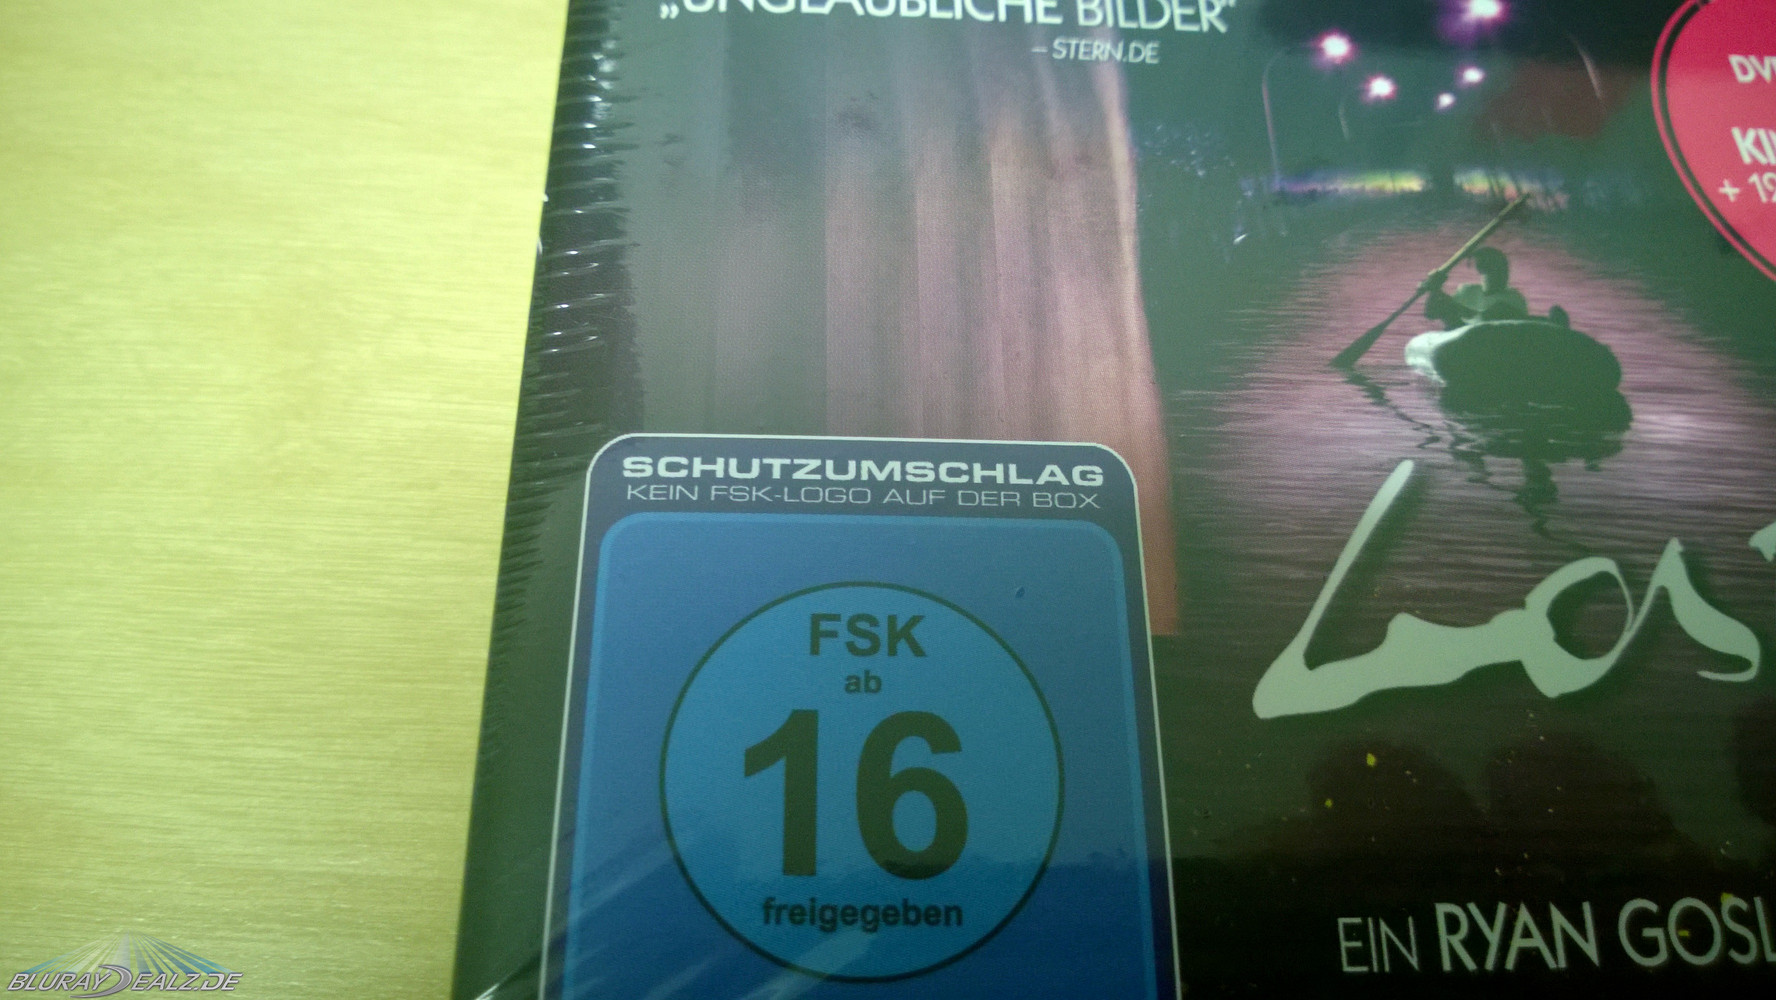 „UNGLAUBLICHE BILDER“
– STERN.DE
+
SCHUTZUMSCHLAG
KEIN FSK-LOGO AUF DER BOX
FSK
ab
16
freigegeben
EIN RYAN
BLURAYDEALZ.DE